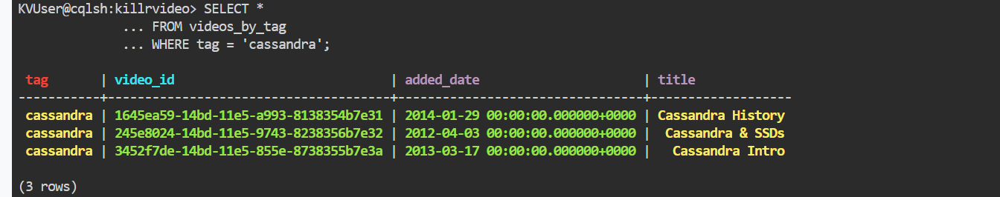 KVUser@cqlsh:killrvideo> SELECT *
... FROM videos_by_tag
... WHERE tag = 'cassandra';
tag | video_id | added_date | title
-----------+--------------------------------------+---------------------------------+-------------------
cassandra | 1645ea59-14bd-11e5-a993-8138354b7e31 | 2014-01-29 00:00:00.000000+0000 | Cassandra History
cassandra | 245e8024-14bd-11e5-9743-8238356b7e32 | 2012-04-03 00:00:00.000000+0000 | Cassandra & SSDs
cassandra | 3452f7de-14bd-11e5-855e-8738355b7e3a | 2013-03-17 00:00:00.000000+0000 | Cassandra Intro
(3 rows)